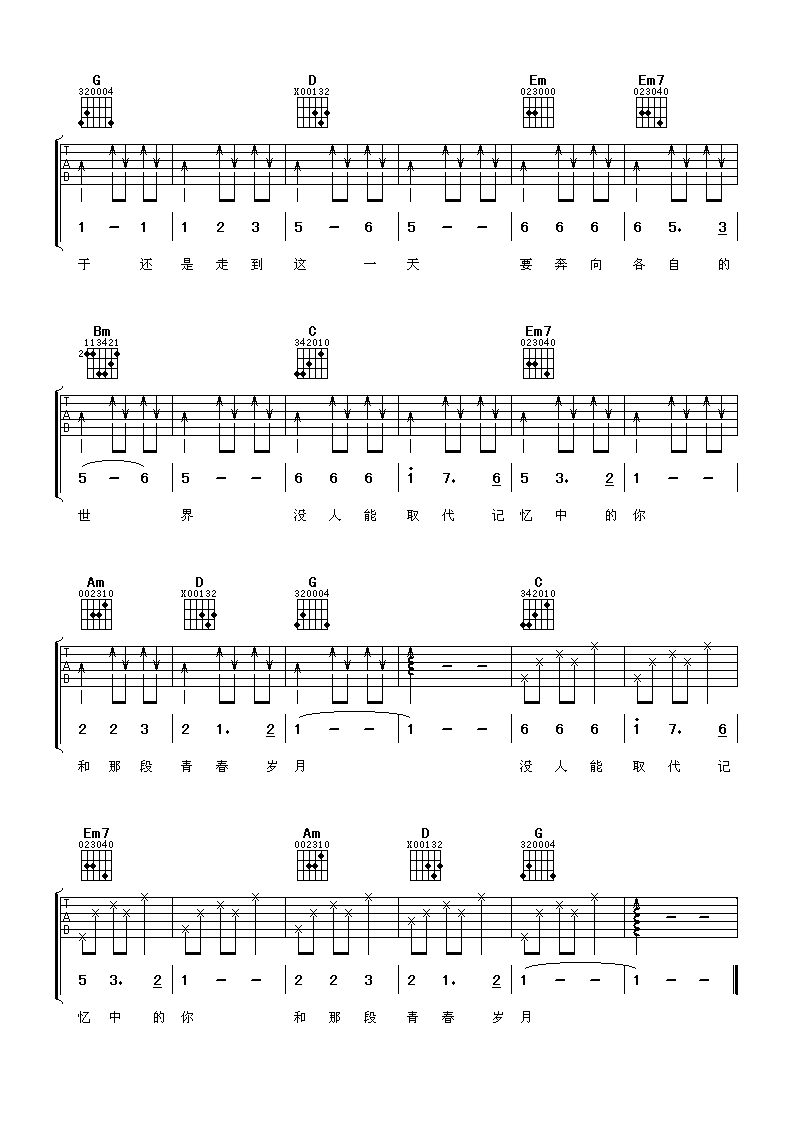 G D Em Em7
320004 X00132 023000 023040
T
A
B
1 - 1 1 2 3 5 - 6 5 - - 6 6 6 6 5. 3
于 还 是 走 到 这 一 天 要 奔 向 各 自 的
Bm C Em7
113421 342010 023040
2
T
A
B
5 - 6 5 - - 6 6 6 1 7. 6 5 3. 2 1 - -
世 界 没 人 能 取 代 记 忆 中 的 你
Am D G C
002310 X00132 320004 342010
T
A
B
2 2 3 2 1. 2 1 - - 1 - - 6 6 6 1 7. 6
和 那 段 青 春 岁 月 没 人 能 取 代 记
Em7 Am D G
023040 002310 X00132 320004
T
A
B
5 3. 2 1 - - 2 2 3 2 1. 2 1 - - 1 - -
忆 中 的 你 和 那 段 青 春 岁 月